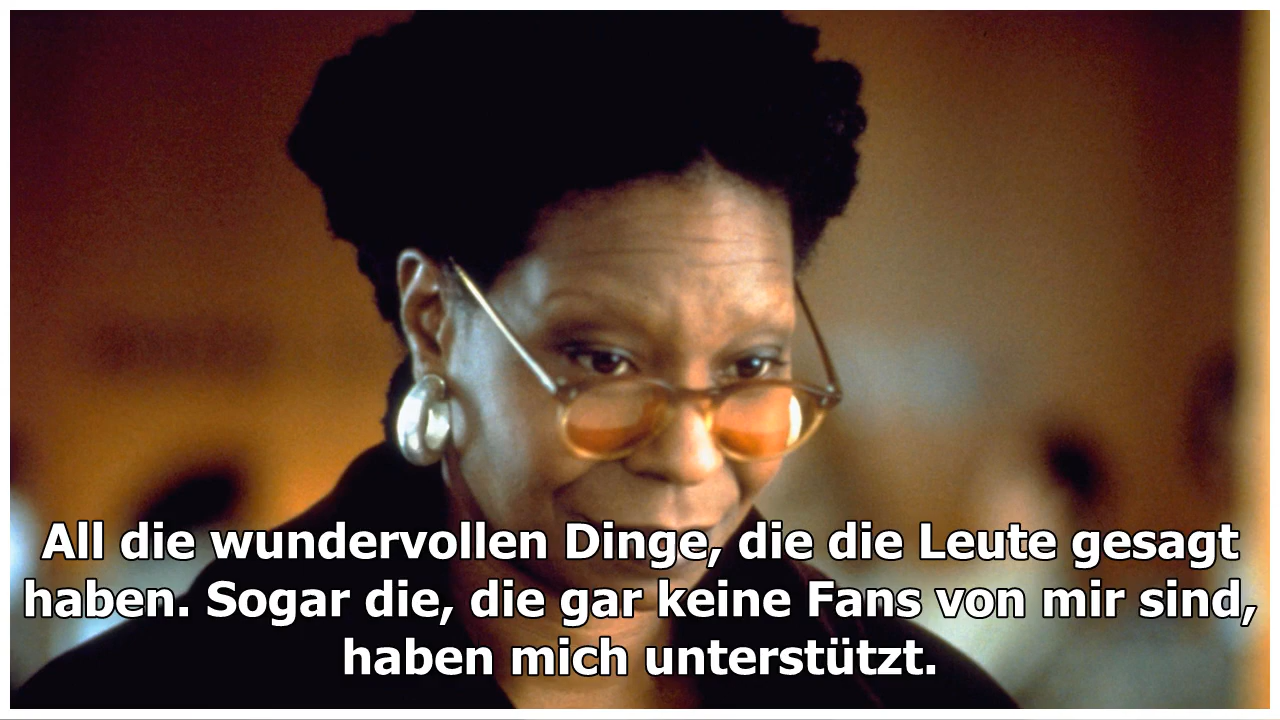 All die wundervollen Dinge, die die Leute gesagt
haben. Sogar die, die gar keine Fans von mir sind,
haben mich unterstützt.